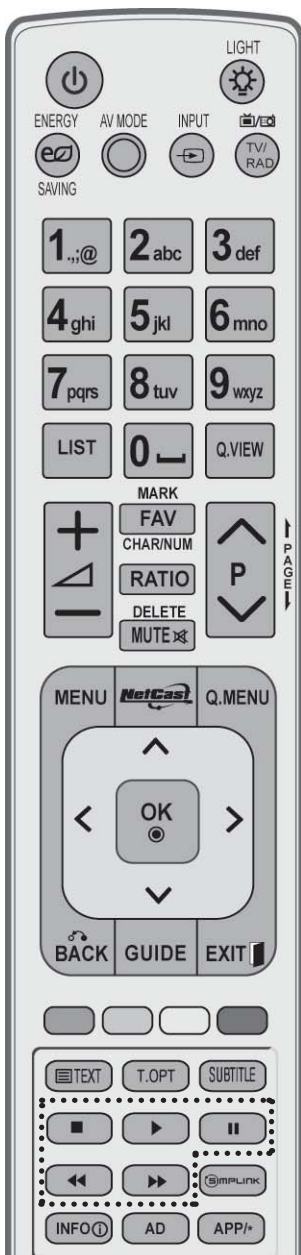 LIGHT
ENERGY AV MODE INPUT
TV/
RAD
SAVING
1.,;@ 2abc 3def
4ghi 5jkl 6mno
7pqrs 8tuv 9wxyz
LIST 0 Q.VIEW
MARK
FAV
CHAR/NUM
RATIO
P
PAGE
DELETE
MUTE
MENU NetCast Q.MENU
OK
BACK GUIDE EXIT
TEXT T.OPT SUBTITLE
SIMPLINK
INFO AD APP/*